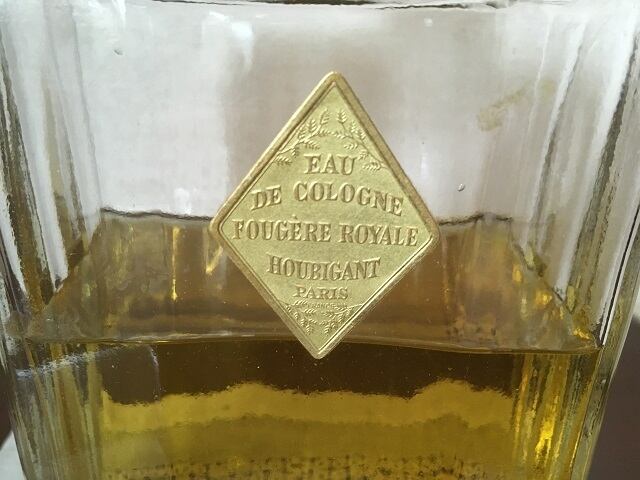 EAU
DE COLOGNE
FOUGÈRE ROYALE
HOUBIGANT
PARIS